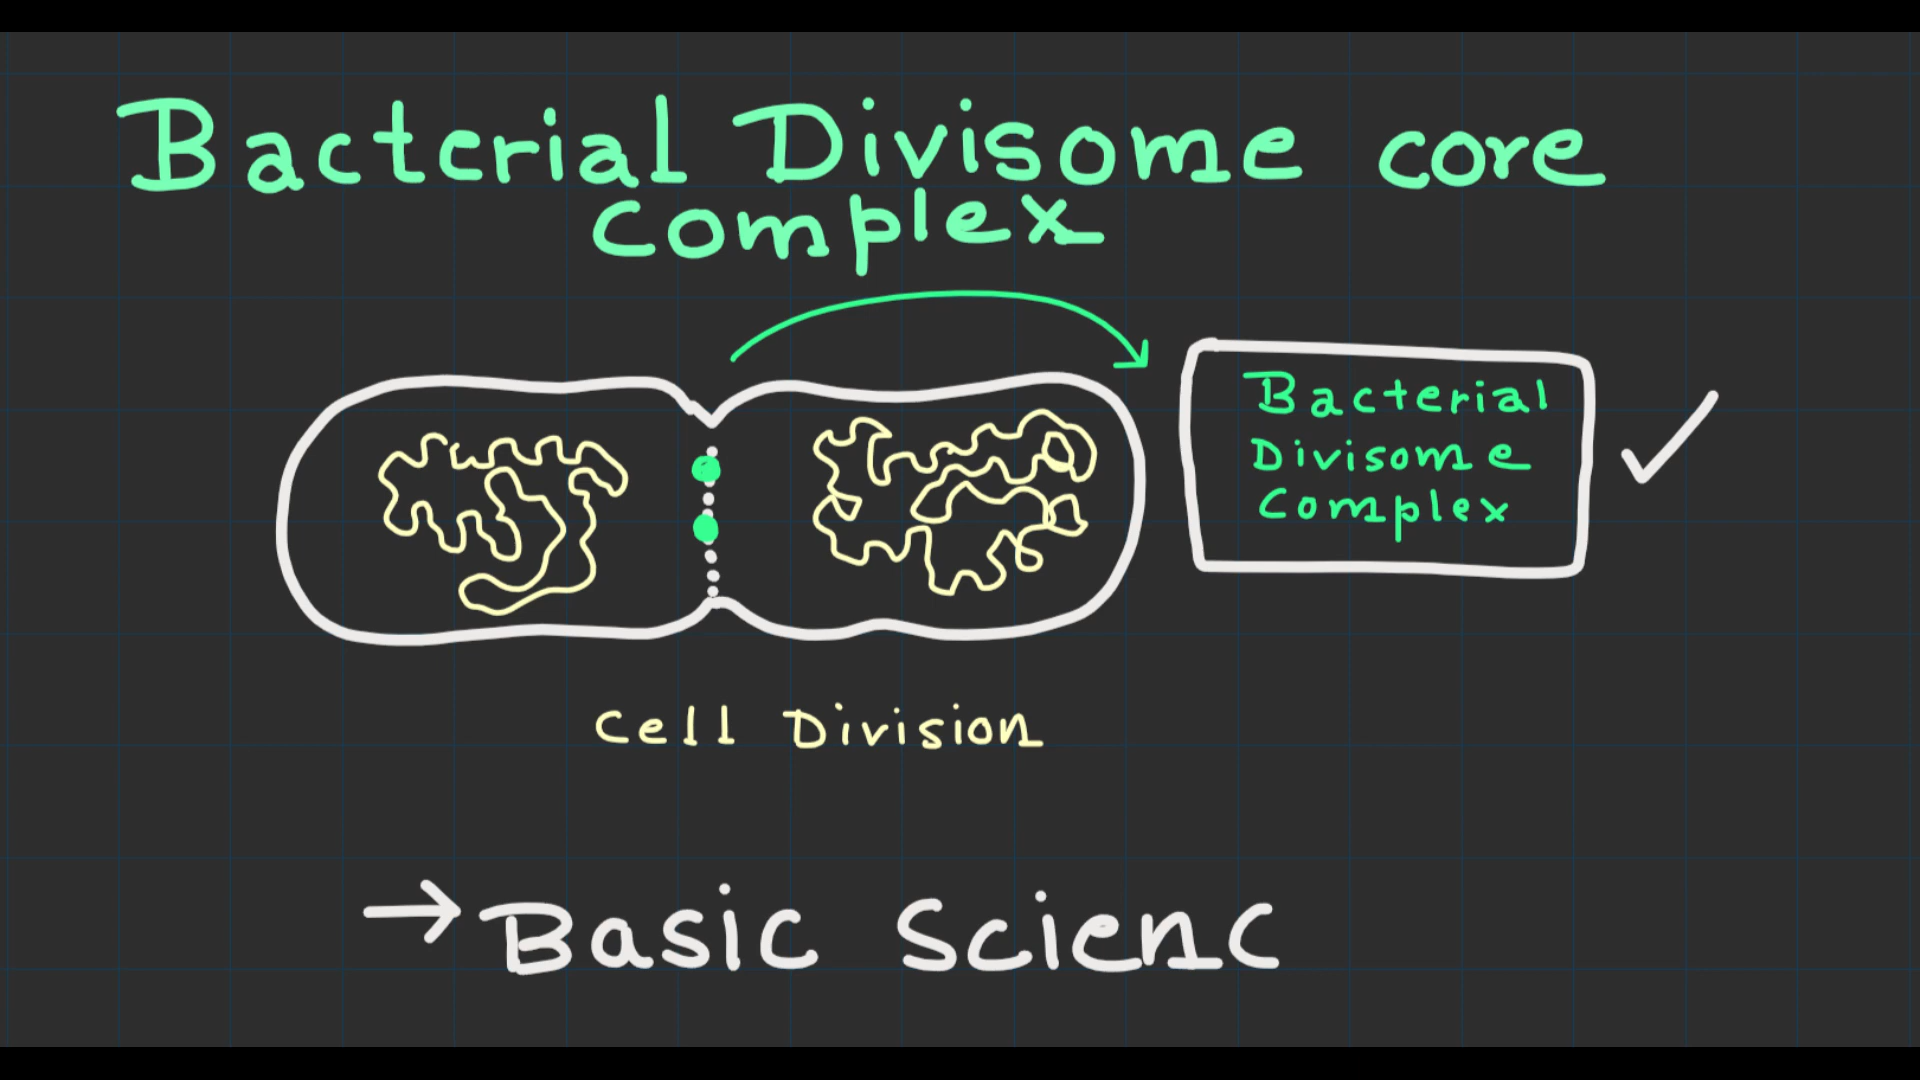 Bacterial Divisome core
complex
Bacterial
Divisome
Complex
Cell Division
→ Basic Scienc